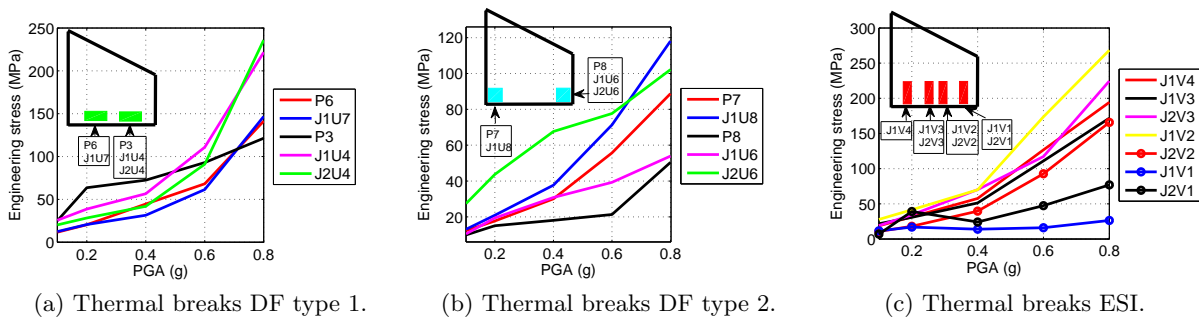 250
200
150
100
50
0
Engineering stress (MPa)
0.2 0.4 0.6 0.8
PGA (g)
P6
J1U7
P3
J1U4
J2U4
P6
J1U7
P3
J1U4
J2U4
(a) Thermal breaks DF type 1.
120
100
80
60
40
20
Engineering stress (MPa)
0.2 0.4 0.6 0.8
PGA (g)
P8
J1U6
J2U6
P7
J1U8
P7
J1U8
P8
J1U6
J2U6
(b) Thermal breaks DF type 2.
300
250
200
150
100
50
0
Engineering stress (MPa)
0.2 0.4 0.6 0.8
PGA (g)
J1V4
J1V3
J2V3
J1V2
J2V2
J1V1
J2V1
J1V4
J1V3
J2V3
J1V2
J2V2
J1V1
J2V1
(c) Thermal breaks ESI.